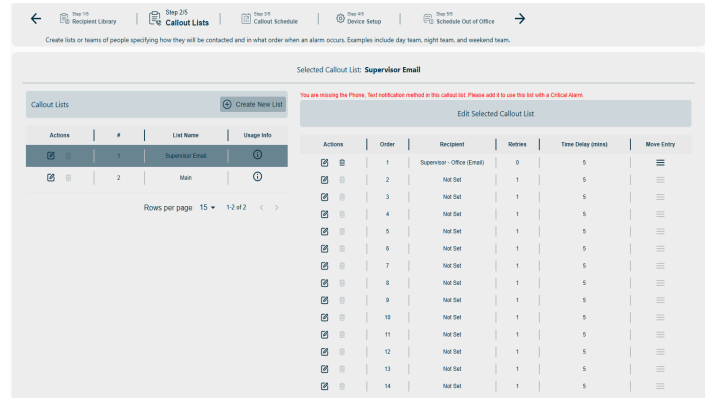 Step 1/5
Recipient Library
Step 2/5
Callout Lists
Step 3/5
Callout Schedule
Step 4/5
Device Setup
Step 5/5
Schedule Out of Office
Create lists or teams of people specifying how they will be contacted and in what order when an alarm occurs. Examples include day team, night team, and weekend team.
Selected Callout List: Supervisor Email
Callout Lists
Create New List
Actions # List Name Usage Info
1 Supervisor Email
2 Main
Rows per page 15 1-2 of 2
You are missing the Phone, Text notification method in this callout list. Please add it to use this list with a Critical Alarm.
Edit Selected Callout List
Actions Order Recipient Retries Time Delay (mins) Move Entry
1 Supervisor - Office (Email) 0 5
2 Not Set 1 5
3 Not Set 1 5
4 Not Set 1 5
5 Not Set 1 5
6 Not Set 1 5
7 Not Set 1 5
8 Not Set 1 5
9 Not Set 1 5
10 Not Set 1 5
11 Not Set 1 5
12 Not Set 1 5
13 Not Set 1 5
14 Not Set 1 5